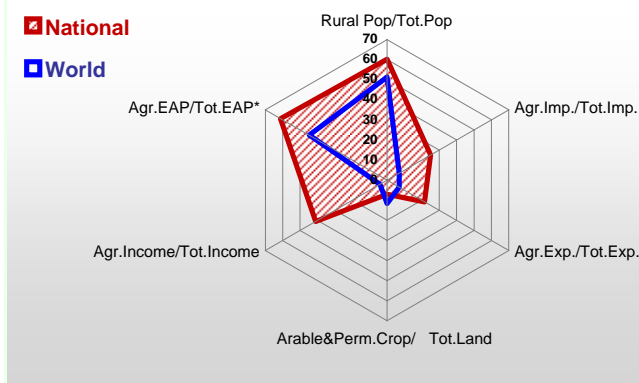 National
World
Rural Pop/Tot.Pop
70
60
50
40
30
20
10
0
Agr.EAP/Tot.EAP*
Agr.Imp./Tot.Imp.
Agr.Income/Tot.Income
Agr.Exp./Tot.Exp.
Arable&Perm.Crop/ Tot.Land